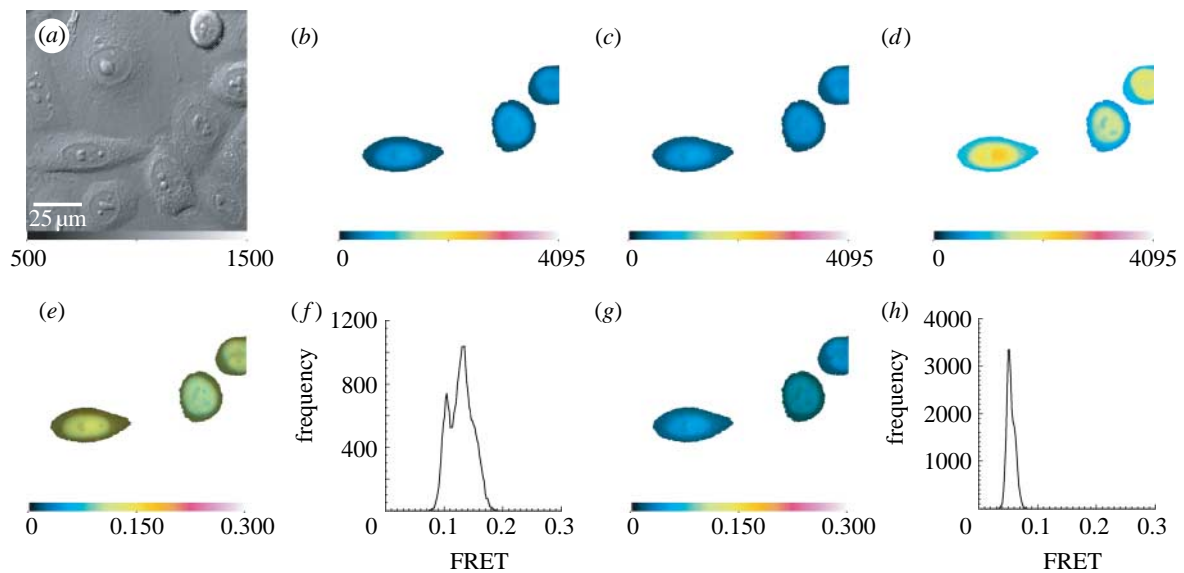 (a)
(b)
(c)
(d)
25 µm
500 1500
0 4095
0 4095
0 4095
(e)
(f)
(g)
(h)
1200
800
400
0
0.1 0.2 0.3
frequency
FRET
0 0.150 0.300
0 0.150 0.300
4000
3000
2000
1000
0
0.1 0.2 0.3
frequency
FRET